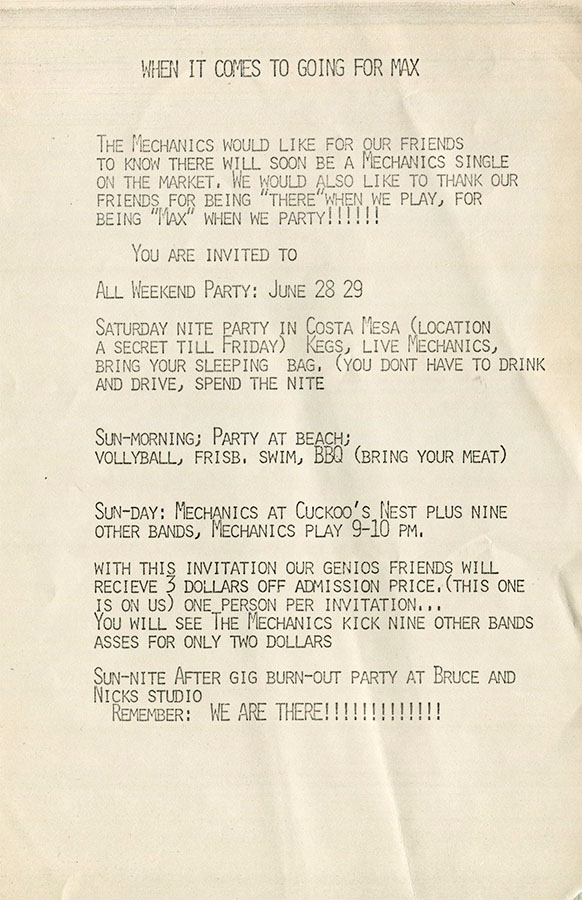 WHEN IT COMES TO GOING FOR MAX
THE MECHANICS WOULD LIKE FOR OUR FRIENDS
TO KNOW THERE WILL SOON BE A MECHANICS SINGLE
ON THE MARKET. WE WOULD ALSO LIKE TO THANK OUR
FRIENDS FOR BEING "THERE"WHEN WE PLAY, FOR
BEING "MAX" WHEN WE PARTY!!!!!!
YOU ARE INVITED TO
ALL WEEKEND PARTY: JUNE 28 29
SATURDAY NITE PARTY IN COSTA MESA (LOCATION
A SECRET TILL FRIDAY) KEGS, LIVE MECHANICS,
BRING YOUR SLEEPING BAG. (YOU DONT HAVE TO DRINK
AND DRIVE, SPEND THE NITE
SUN-MORNING; PARTY AT BEACH;
VOLLYBALL, FRISB. SWIM, BBQ (BRING YOUR MEAT)
SUN-DAY: MECHANICS AT CUCKOO'S NEST PLUS NINE
OTHER BANDS, MECHANICS PLAY 9-10 PM.
WITH THIS INVITATION OUR GENIOS FRIENDS WILL
RECIEVE 3 DOLLARS OFF ADMISSION PRICE.(THIS ONE
IS ON US) ONE PERSON PER INVITATION...
YOU WILL SEE THE MECHANICS KICK NINE OTHER BANDS
ASSES FOR ONLY TWO DOLLARS
SUN-NITE AFTER GIG BURN-OUT PARTY AT BRUCE AND
NICKS STUDIO
REMEMBER: WE ARE THERE!!!!!!!!!!!!!